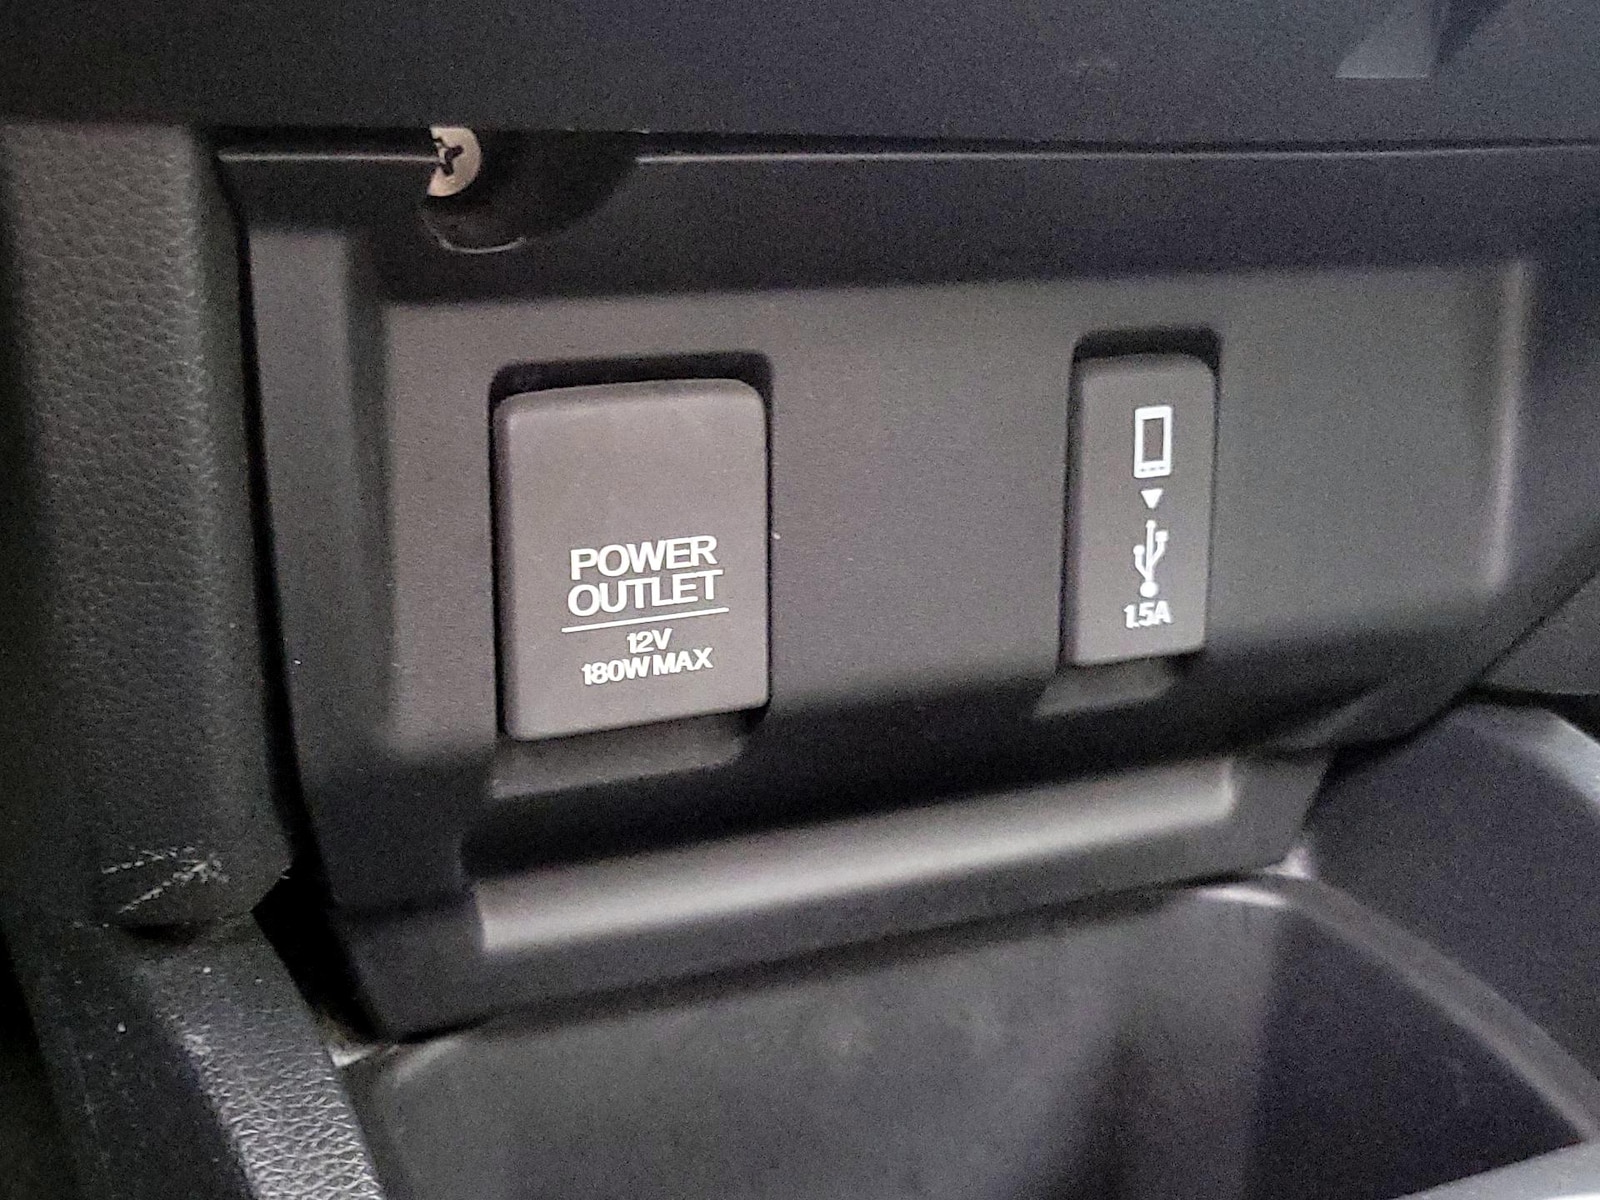 POWER
OUTLET
12V
180W MAX
1.5A